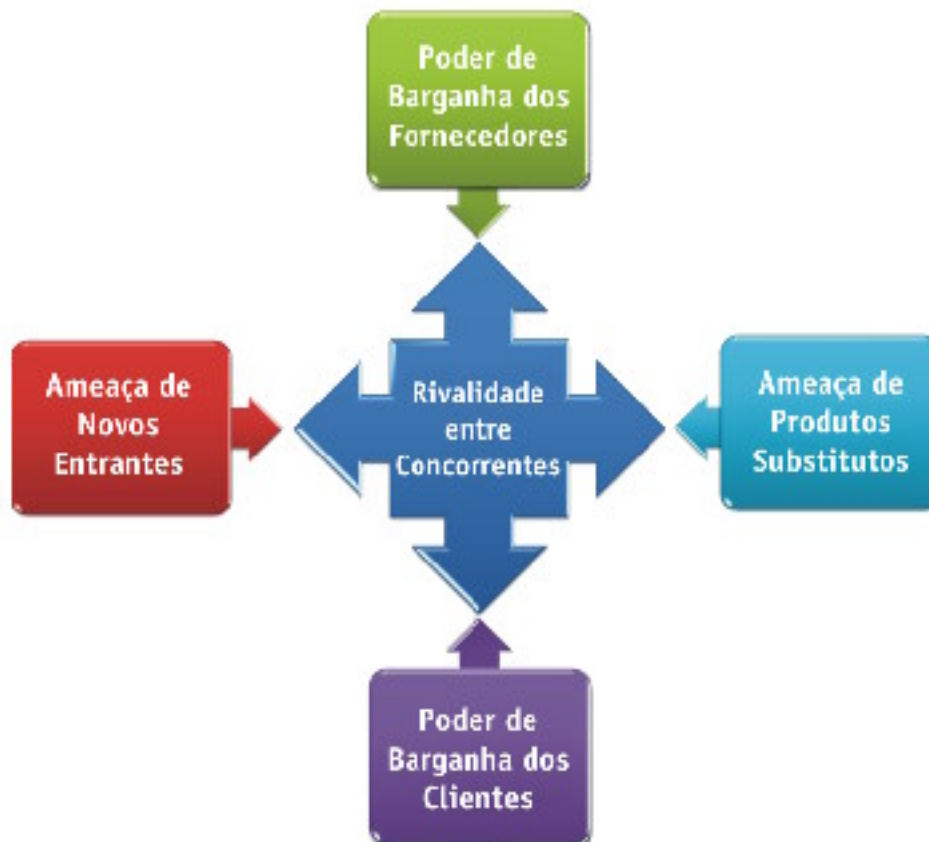 Poder de
Barganha dos
Fornecedores
Ameaça de
Novos
Entrantes
Rivalidade
entre
Concorrentes
Ameaça de
Produtos
Substitutos
Poder de
Barganha dos
Clientes